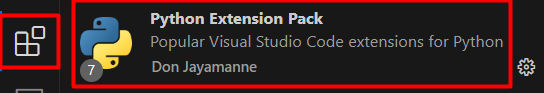 Python Extension Pack
Popular Visual Studio Code extensions for Python
7
Don Jayamanne